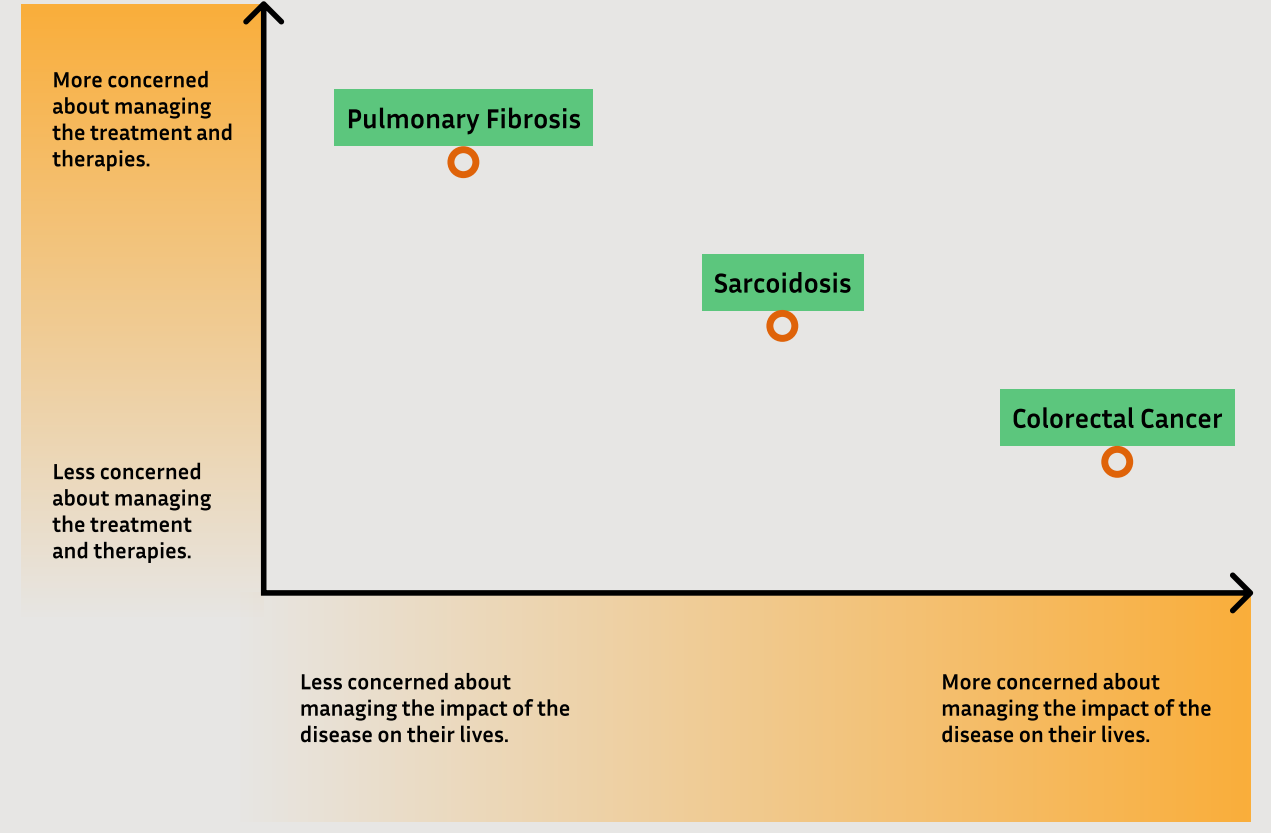 More concerned
about managing
the treatment and
therapies.
Pulmonary Fibrosis
Sarcoidosis
Colorectal Cancer
Less concerned
about managing
the treatment
and therapies.
Less concerned about
managing the impact of the
disease on their lives.
More concerned about
managing the impact of the
disease on their lives.